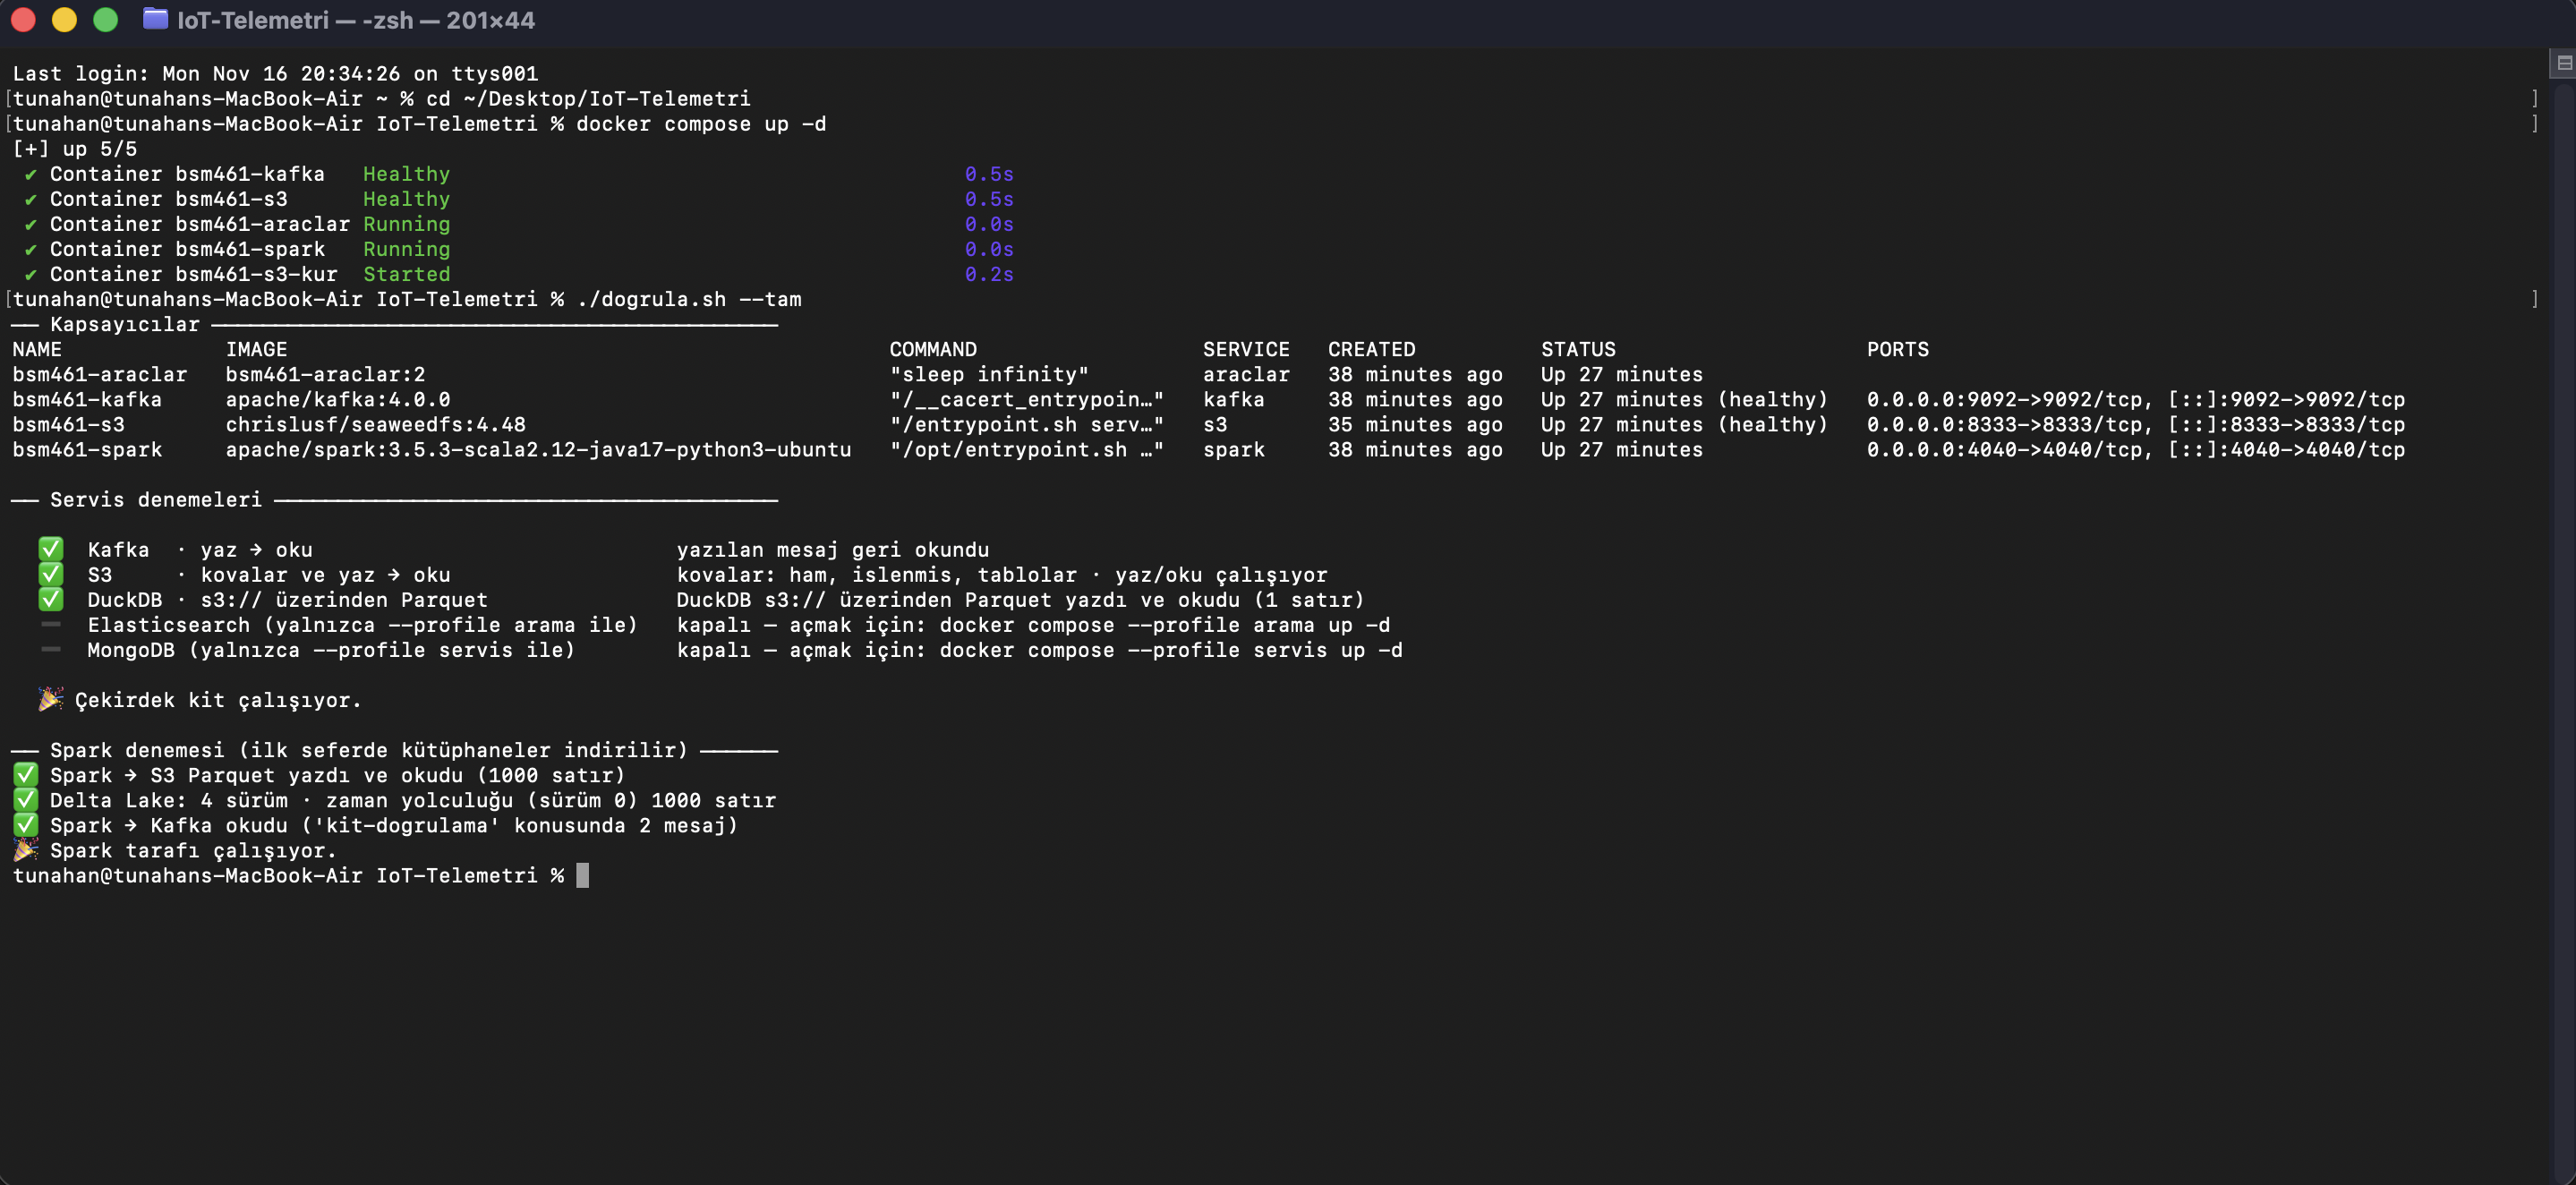 IoT-Telemetri — -zsh — 201×44
Last login: Mon Nov 16 20:34:26 on ttys001
[tunahan@tunahans-MacBook-Air ~ % cd ~/Desktop/IoT-Telemetri ]
[tunahan@tunahans-MacBook-Air IoT-Telemetri % docker compose up -d ]
[+] up 5/5
✔ Container bsm461-kafka Healthy 0.5s
✔ Container bsm461-s3 Healthy 0.5s
✔ Container bsm461-araclar Running 0.0s
✔ Container bsm461-spark Running 0.0s
✔ Container bsm461-s3-kur Started 0.2s
[tunahan@tunahans-MacBook-Air IoT-Telemetri % ./dogrula.sh --tam ]
── Kapsayıcılar ──────────────────────────────
NAME IMAGE COMMAND SERVICE CREATED STATUS PORTS
bsm461-araclar bsm461-araclar:2 "sleep infinity" araclar 38 minutes ago Up 27 minutes
bsm461-kafka apache/kafka:4.0.0 "/__cacert_entrypoin…" kafka 38 minutes ago Up 27 minutes (healthy) 0.0.0.0:9092->9092/tcp, [::]:9092->9092/tcp
bsm461-s3 chrislusf/seaweedfs:4.48 "/entrypoint.sh serv…" s3 35 minutes ago Up 27 minutes (healthy) 0.0.0.0:8333->8333/tcp, [::]:8333->8333/tcp
bsm461-spark apache/spark:3.5.3-scala2.12-java17-python3-ubuntu "/opt/entrypoint.sh …" spark 38 minutes ago Up 27 minutes 0.0.0.0:4040->4040/tcp, [::]:4040->4040/tcp
── Servis denemeleri ──────────────────────────────
✅ Kafka · yaz → oku yazılan mesaj geri okundu
✅ S3 · kovalar ve yaz → oku kovalar: ham, islenmis, tablolar · yaz/oku çalışıyor
✅ DuckDB · s3:// üzerinden Parquet DuckDB s3:// üzerinden Parquet yazdı ve okudu (1 satır)
➖ Elasticsearch (yalnızca --profile arama ile) kapalı — açmak için: docker compose --profile arama up -d
➖ MongoDB (yalnızca --profile servis ile) kapalı — açmak için: docker compose --profile servis up -d
🎉 Çekirdek kit çalışıyor.
── Spark denemesi (ilk seferde kütüphaneler indirilir) ──────
✅ Spark → S3 Parquet yazdı ve okudu (1000 satır)
✅ Delta Lake: 4 sürüm · zaman yolculuğu (sürüm 0) 1000 satır
✅ Spark → Kafka okudu ('kit-dogrulama' konusunda 2 mesaj)
🎉 Spark tarafı çalışıyor.
tunahan@tunahans-MacBook-Air IoT-Telemetri %